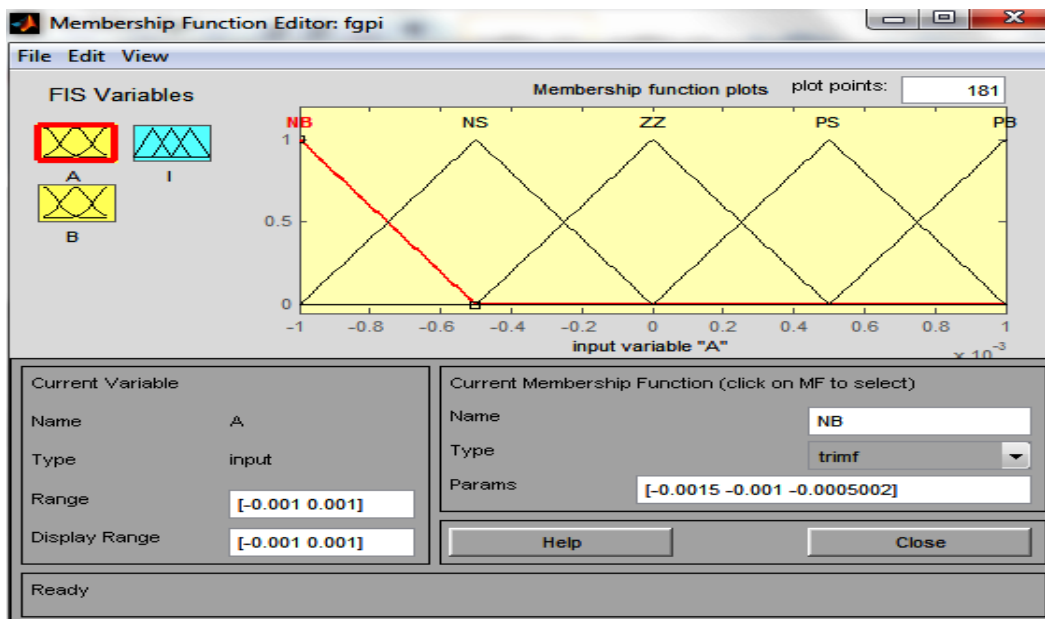 Membership Function Editor: fgpi
File Edit View
FIS Variables
A
I
B
Membership function plots
plot points:
181
NB NS ZZ PS PB
1
0.5
0
-1 -0.8 -0.6 -0.4 -0.2 0 0.2 0.4 0.6 0.8 1
input variable "A"
x 10-3
Current Variable
Name A
Type input
Range [-0.001 0.001]
Display Range [-0.001 0.001]
Current Membership Function (click on MF to select)
Name NB
Type trimf
Params [-0.0015 -0.001 -0.0005002]
Help Close
Ready